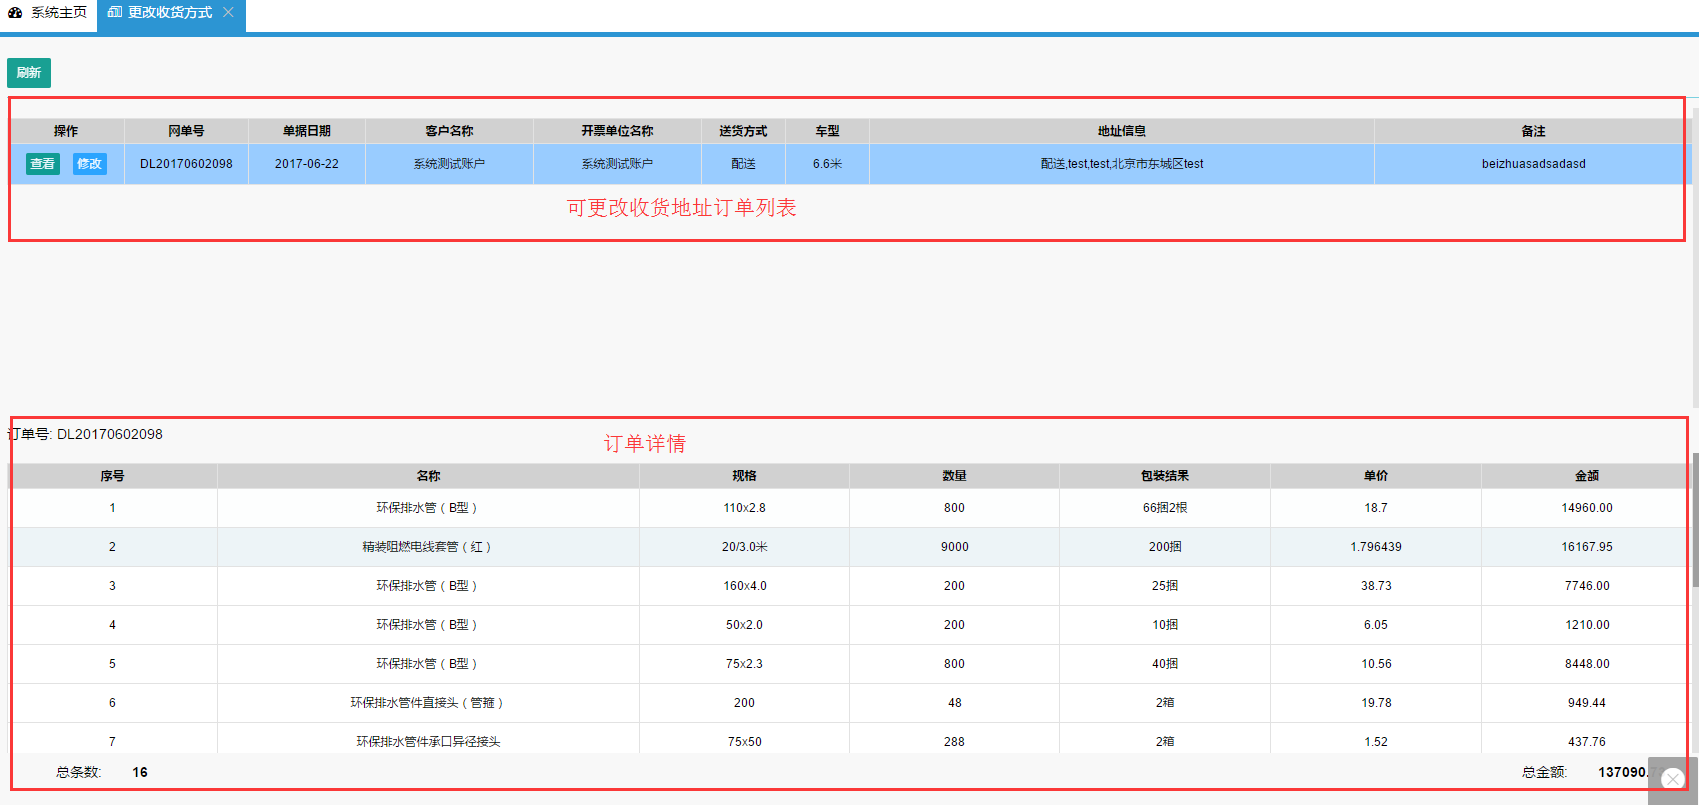 系统主页 更改收货方式
刷新
操作 网单号 单据日期 客户名称 开票单位名称 送货方式 车型 地址信息 备注
查看 修改 DL20170602098 2017-06-22 系统测试账户 系统测试账户 配送 6.6米 配送,test,test,北京市东城区test beizhuasadsadasd
可更改收货地址订单列表
订单号: DL20170602098
订单详情
序号 名称 规格 数量 包装结果 单价 金额
1 环保排水管（B型） 110x2.8 800 66捆2根 18.7 14960.00
2 精装阻燃电线套管（红） 20/3.0米 9000 200捆 1.796439 16167.95
3 环保排水管（B型） 160x4.0 200 25捆 38.73 7746.00
4 环保排水管（B型） 50x2.0 200 10捆 6.05 1210.00
5 环保排水管（B型） 75x2.3 800 40捆 10.56 8448.00
6 环保排水管件直接头（管箍） 200 48 2箱 19.78 949.44
7 环保排水管件承口异径接头 75x50 288 2箱 1.52 437.76
总条数: 16 总金额: 137090.